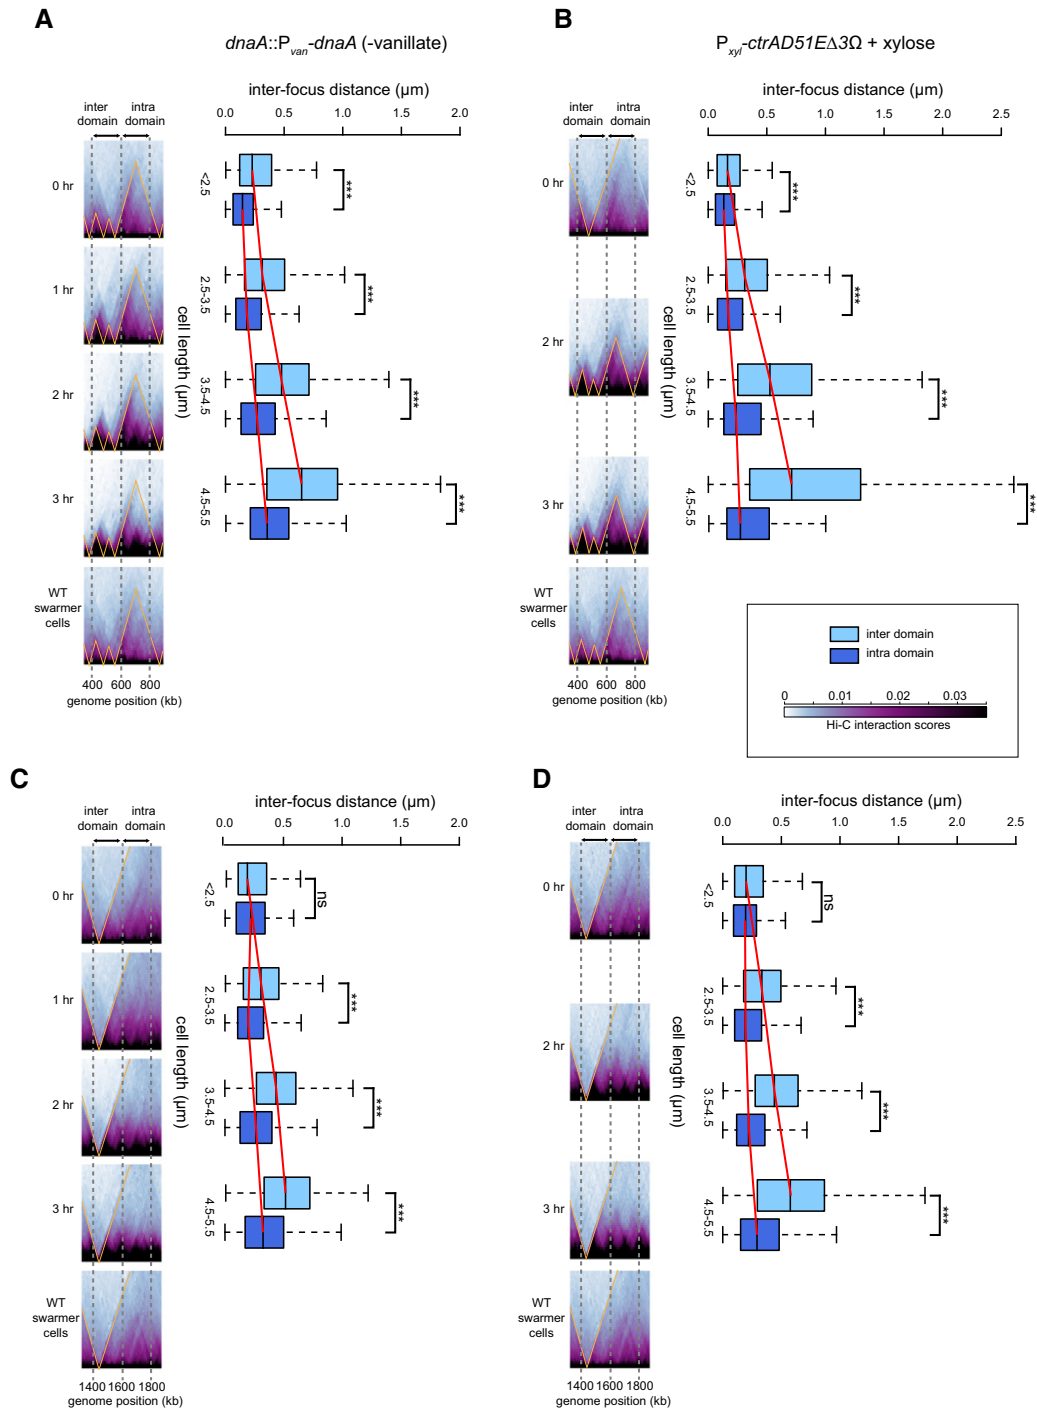 A
dnaA::Pvan-dnaA (-vanillate)
inter-focus distance (µm)
0.0 0.5 1.0 1.5 2.0
inter domain
intra domain
0 hr
1 hr
2 hr
3 hr
WT swarmer cells
400 600 800
genome position (kb)
cell length (µm)
<2.5
***
2.5-3.5
***
3.5-4.5
***
4.5-5.5
***
B
Pxyl-ctrAD51EΔ3Ω + xylose
inter-focus distance (µm)
0.0 0.5 1.0 1.5 2.0 2.5
inter domain
intra domain
0 hr
2 hr
3 hr
WT swarmer cells
400 600 800
genome position (kb)
cell length (µm)
<2.5
***
2.5-3.5
***
3.5-4.5
***
4.5-5.5
***
inter domain
intra domain
0 0.01 0.02 0.03
Hi-C interaction scores
C
inter-focus distance (µm)
0.0 0.5 1.0 1.5 2.0
inter domain
intra domain
0 hr
1 hr
2 hr
3 hr
WT swarmer cells
1400 1600 1800
genome position (kb)
cell length (µm)
<2.5
ns
2.5-3.5
***
3.5-4.5
***
4.5-5.5
***
D
inter-focus distance (µm)
0.0 0.5 1.0 1.5 2.0 2.5
inter domain
intra domain
0 hr
2 hr
3 hr
WT swarmer cells
1400 1600 1800
genome position (kb)
cell length (µm)
<2.5
ns
2.5-3.5
***
3.5-4.5
***
4.5-5.5
***